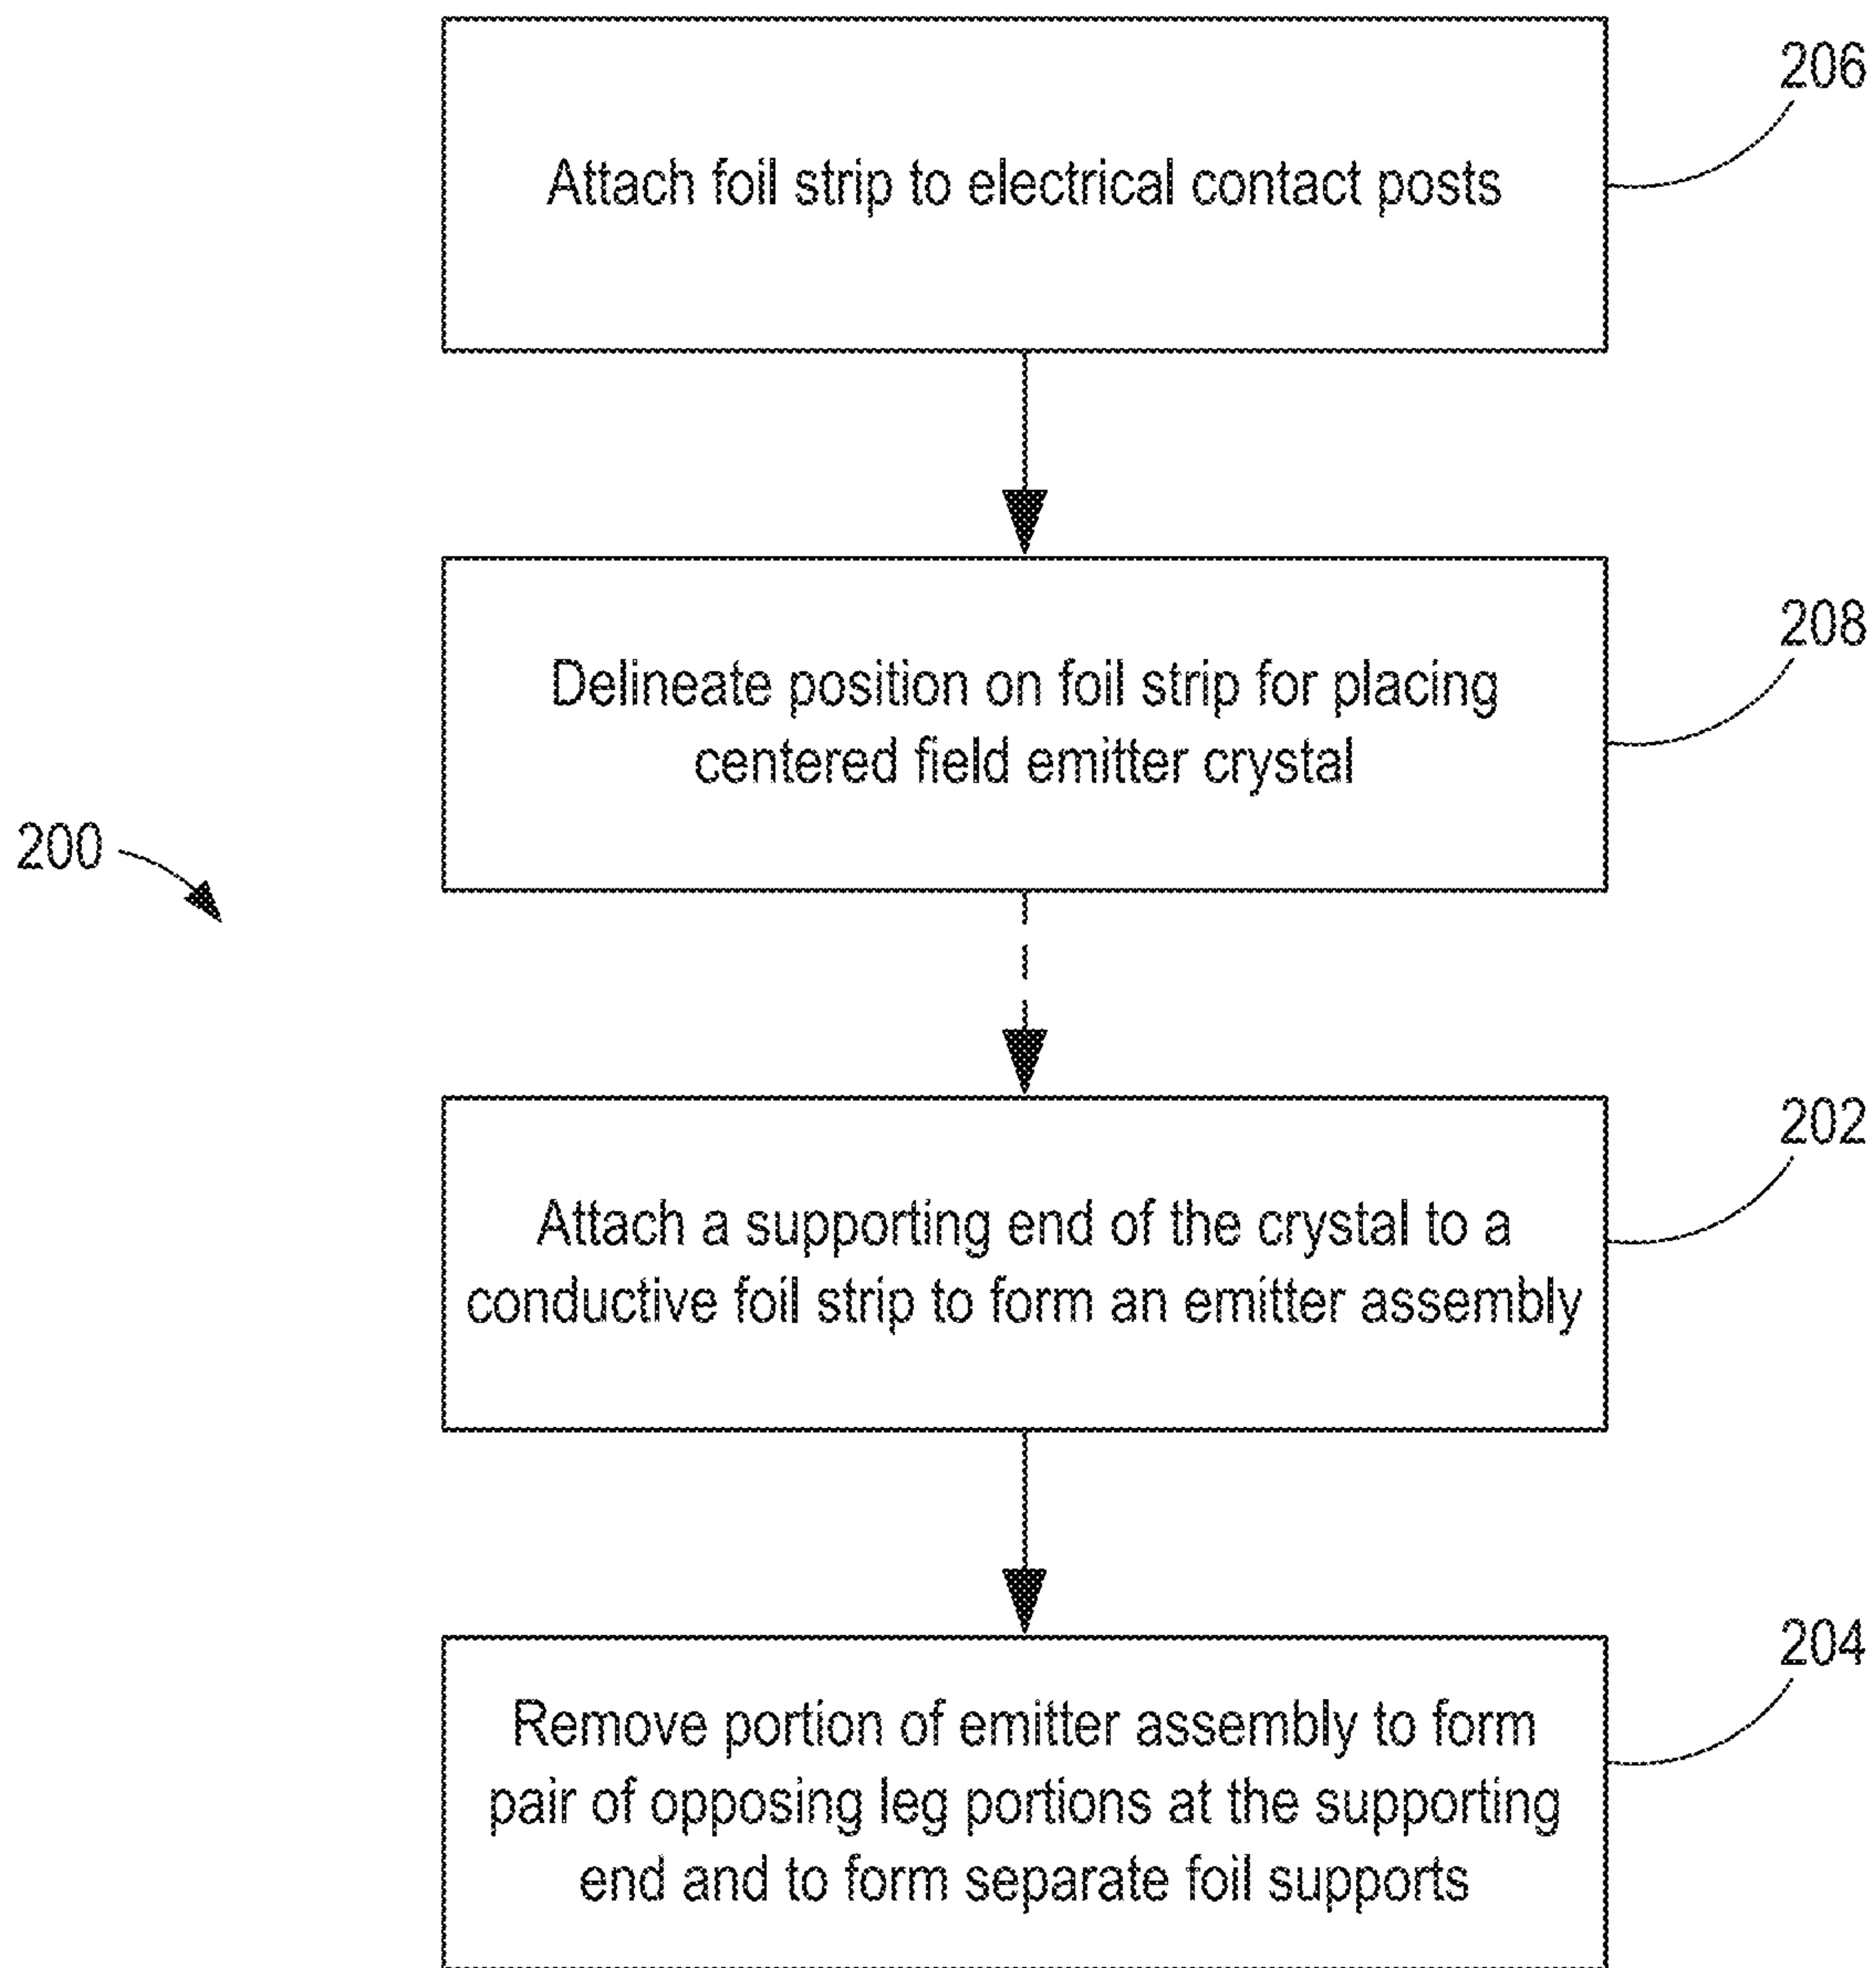 206
Attach foil strip to electrical contact posts
208
Delineate position on foil strip for placing
centered field emitter crystal
200
202
Attach a supporting end of the crystal to a
conductive foil strip to form an emitter assembly
204
Remove portion of emitter assembly to form
pair of opposing leg portions at the supporting
end and to form separate foil supports